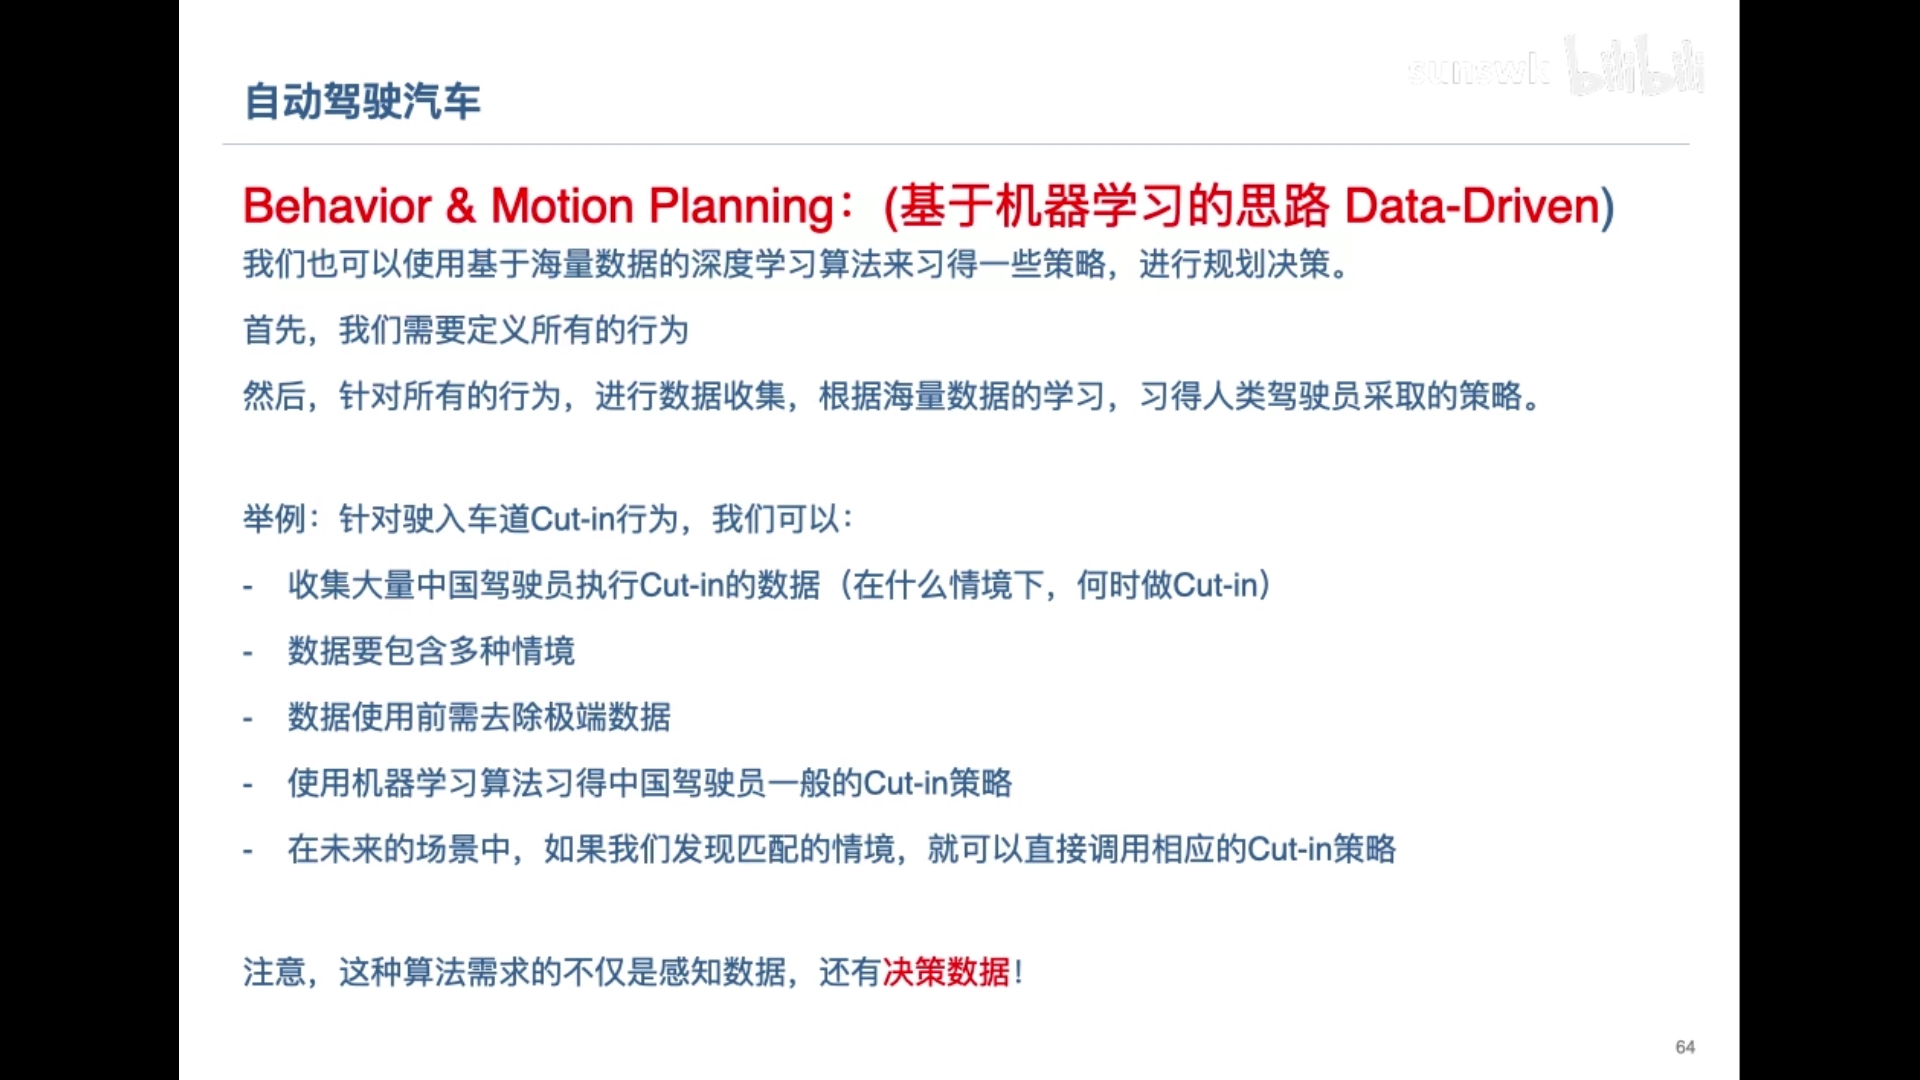 sunswk bilibili
自动驾驶汽车
Behavior & Motion Planning：(基于机器学习的思路 Data-Driven)
我们也可以使用基于海量数据的深度学习算法来习得一些策略，进行规划决策。
首先，我们需要定义所有的行为
然后，针对所有的行为，进行数据收集，根据海量数据的学习，习得人类驾驶员采取的策略。
举例：针对驶入车道Cut-in行为，我们可以：
- 收集大量中国驾驶员执行Cut-in的数据（在什么情境下，何时做Cut-in）
- 数据要包含多种情境
- 数据使用前需去除极端数据
- 使用机器学习算法习得中国驾驶员一般的Cut-in策略
- 在未来的场景中，如果我们发现匹配的情境，就可以直接调用相应的Cut-in策略
注意，这种算法需求的不仅是感知数据，还有决策数据！
64